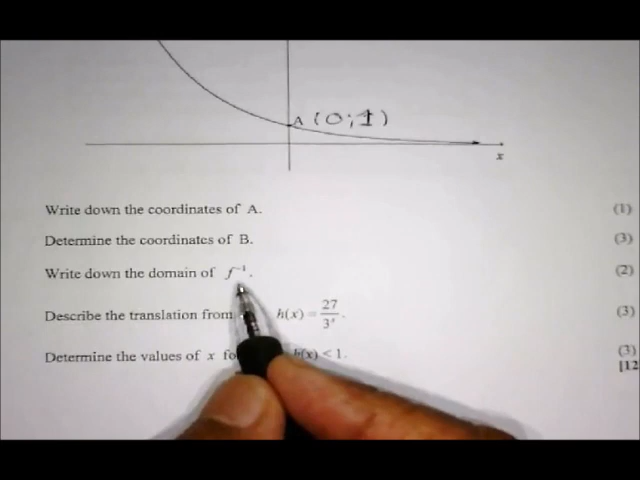 A (0;1)
x
Write down the coordinates of A. (1)
Determine the coordinates of B. (3)
Write down the domain of f⁻¹. (2)
Describe the translation from h(x) = 27/3ˣ. (3)
Determine the values of x h(x) < 1. (3)
[12